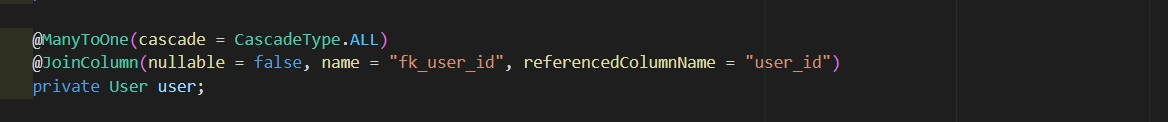 @ManyToOne(cascade = CascadeType.ALL)
@JoinColumn(nullable = false, name = "fk_user_id", referencedColumnName = "user_id")
private User user;